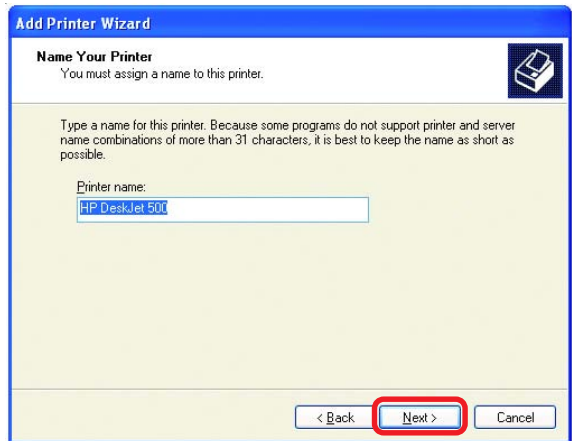 Add Printer Wizard
Name Your Printer
You must assign a name to this printer.
Type a name for this printer. Because some programs do not support printer and server
name combinations of more than 31 characters, it is best to keep the name as short as
possible.
Printer name:
HP DeskJet 500
< Back
Next >
Cancel